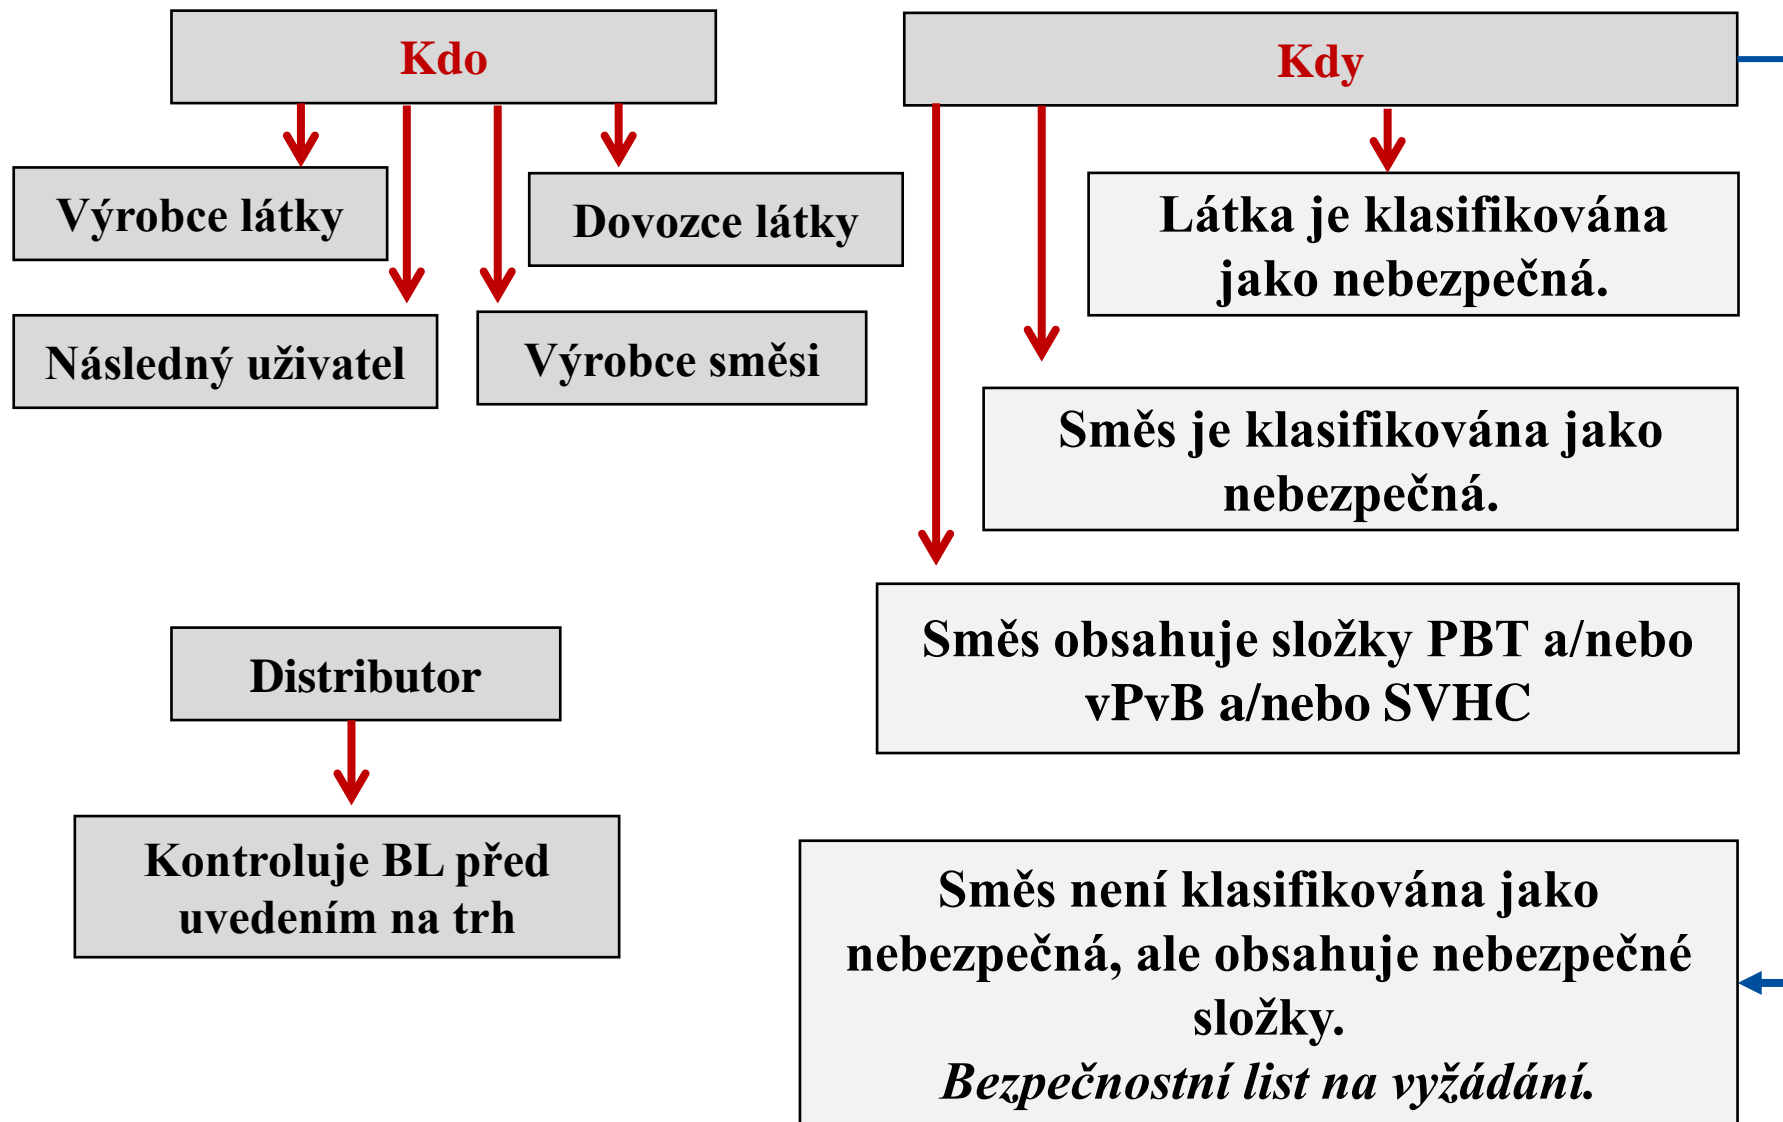 Kdo
Výrobce látky
Dovozce látky
Následný uživatel
Výrobce směsi
Distributor
Kontroluje BL před
uvedením na trh
Kdy
Látka je klasifikována
jako nebezpečná.
Směs je klasifikována jako
nebezpečná.
Směs obsahuje složky PBT a/nebo
vPvB a/nebo SVHC
Směs není klasifikována jako
nebezpečná, ale obsahuje nebezpečné
složky.
Bezpečnostní list na vyžádání.